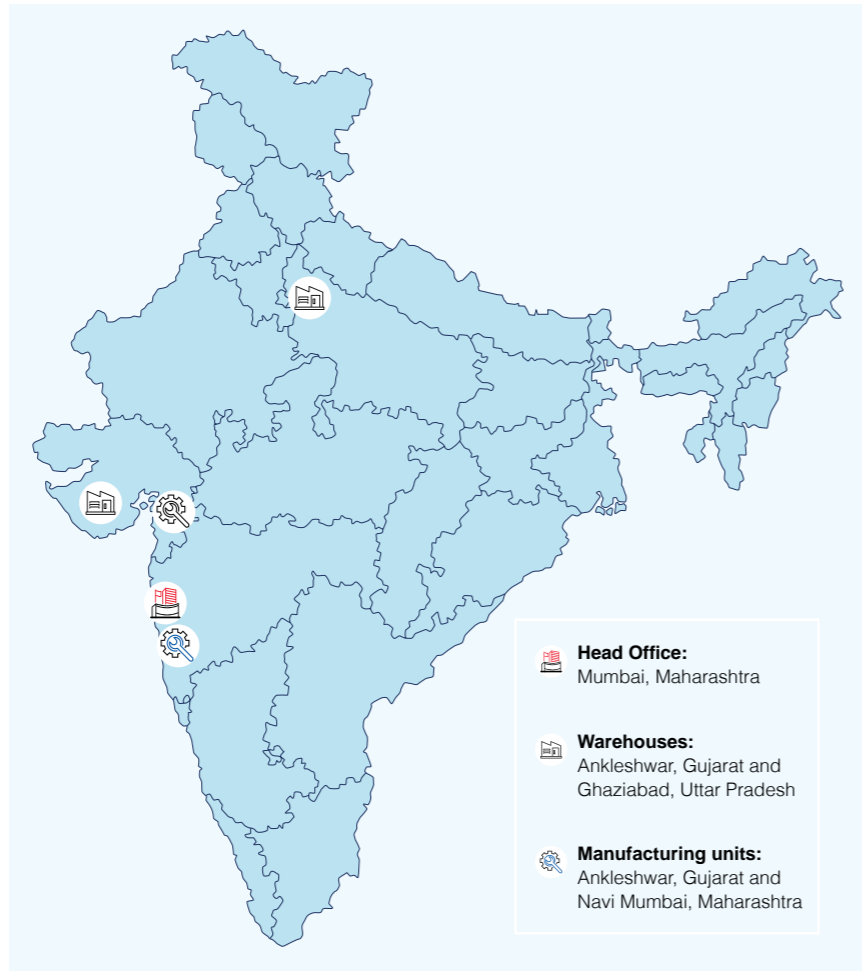 Head Office:
Mumbai, Maharashtra
Warehouses:
Ankleshwar, Gujarat and
Ghaziabad, Uttar Pradesh
Manufacturing units:
Ankleshwar, Gujarat and
Navi Mumbai, Maharashtra